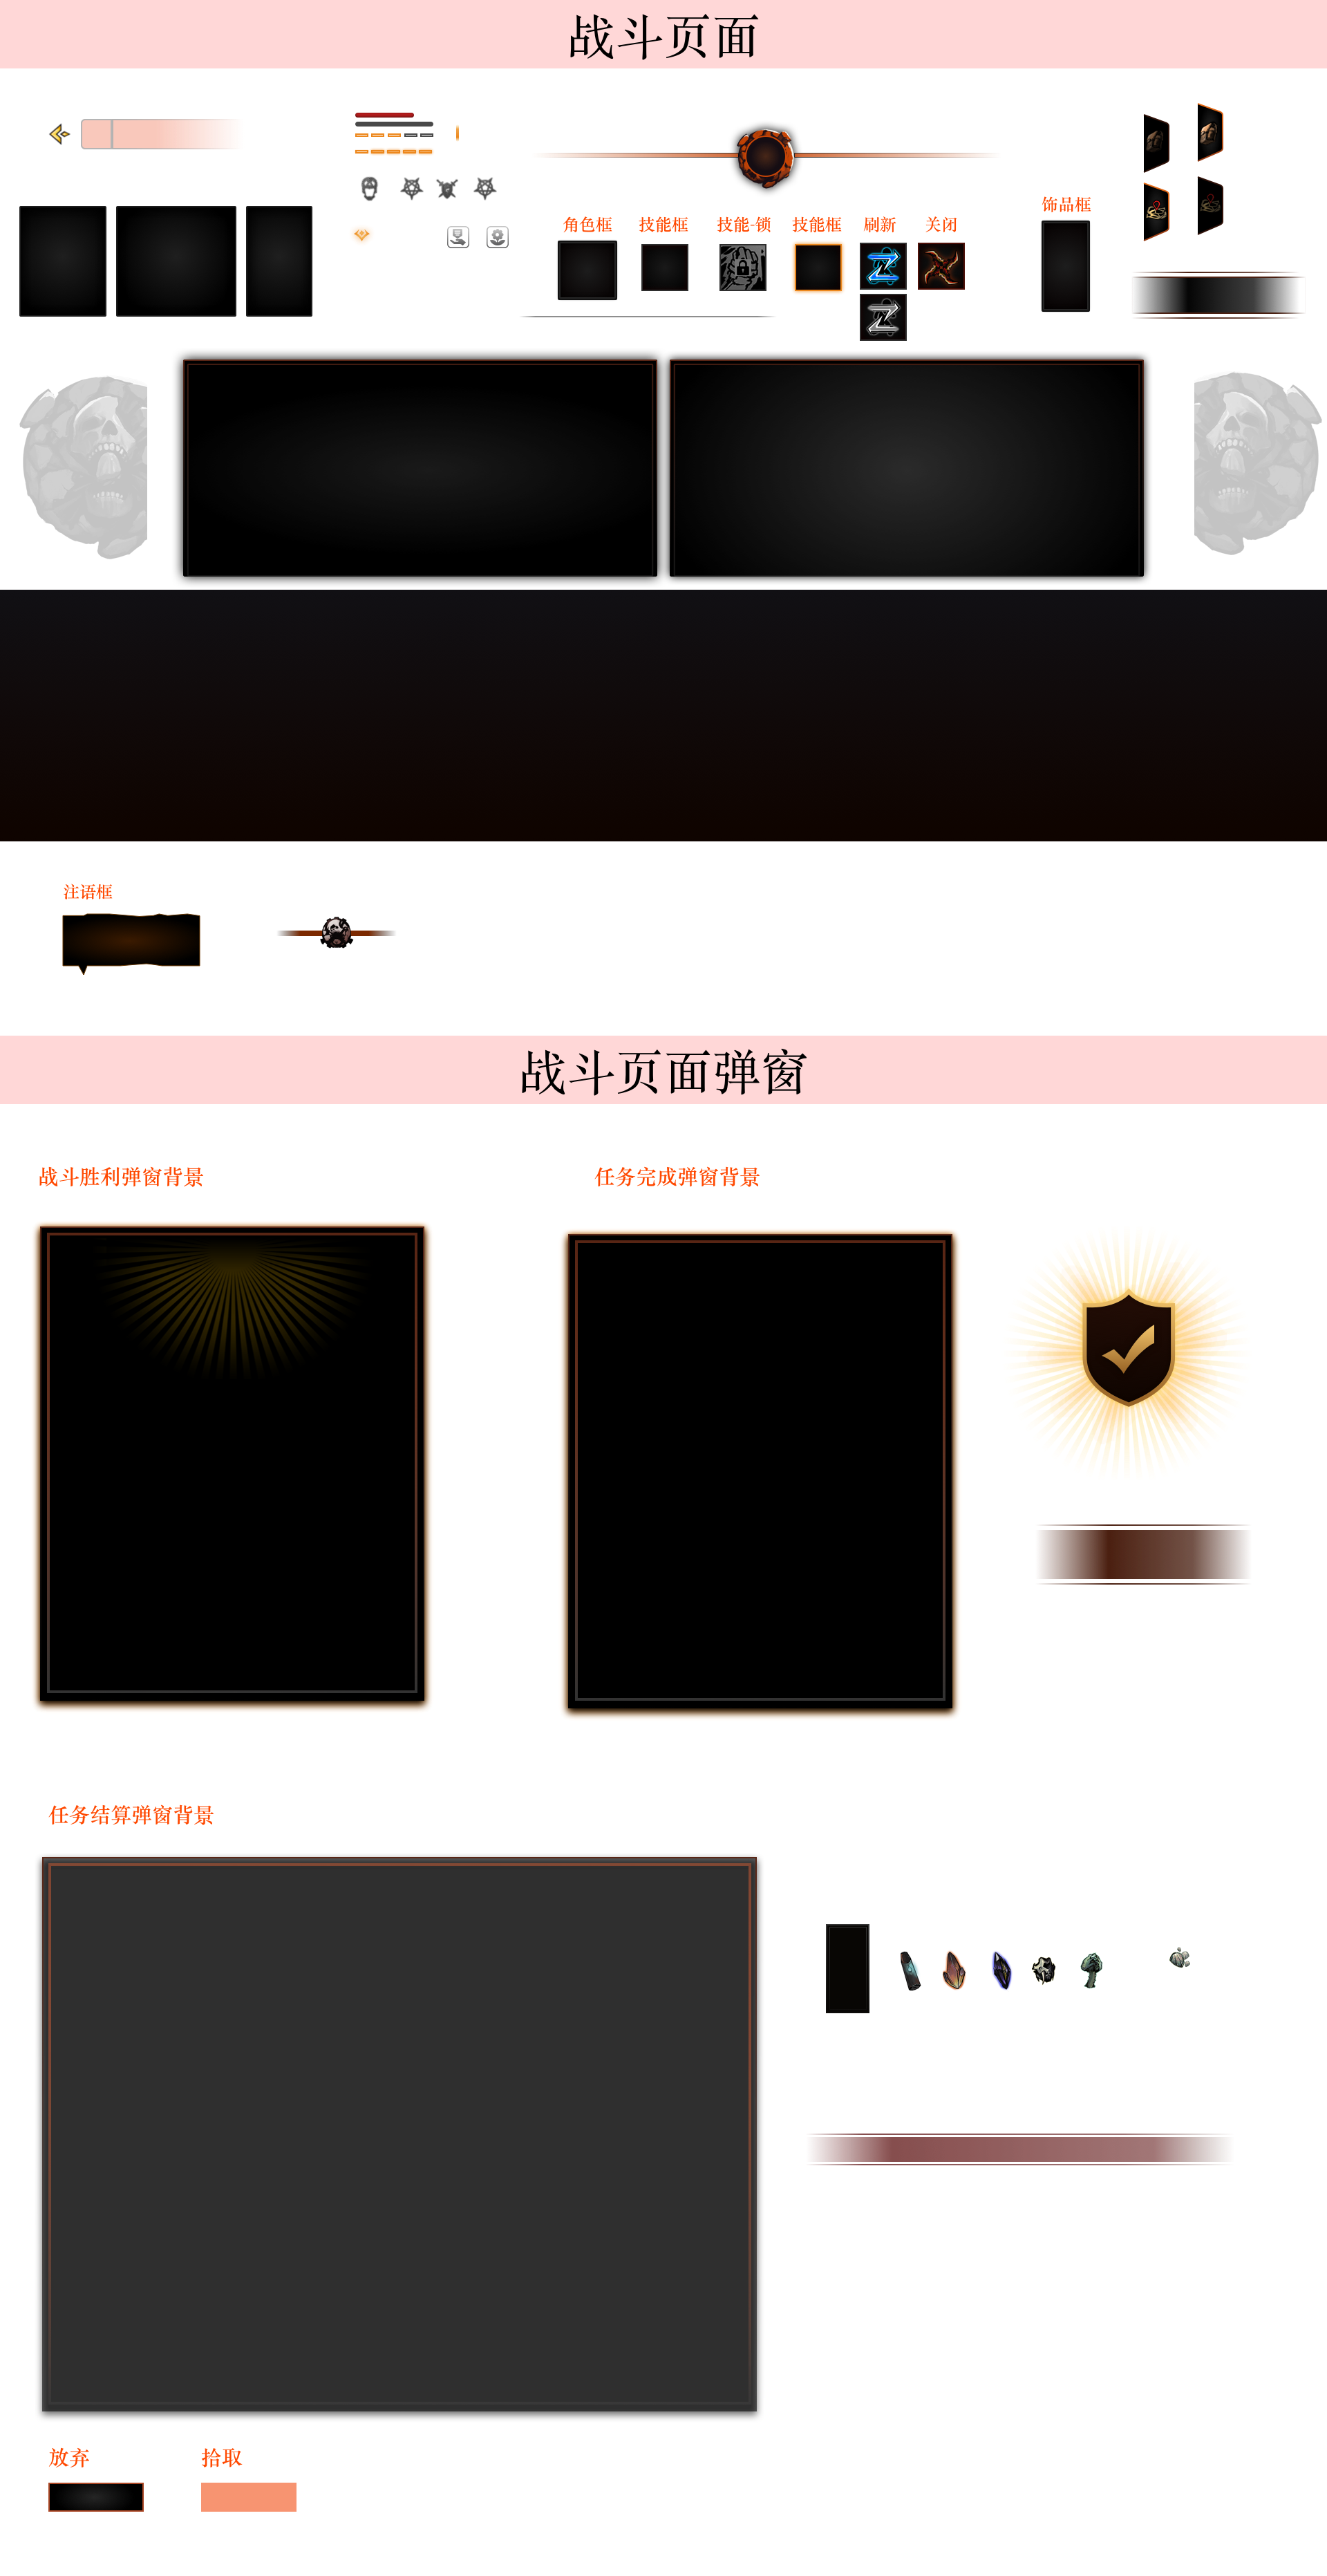 战斗页面
角色框
技能框
技能-锁
技能框
刷新
关闭
饰品框
注语框
战斗页面弹窗
战斗胜利弹窗背景
任务完成弹窗背景
任务结算弹窗背景
放弃
拾取